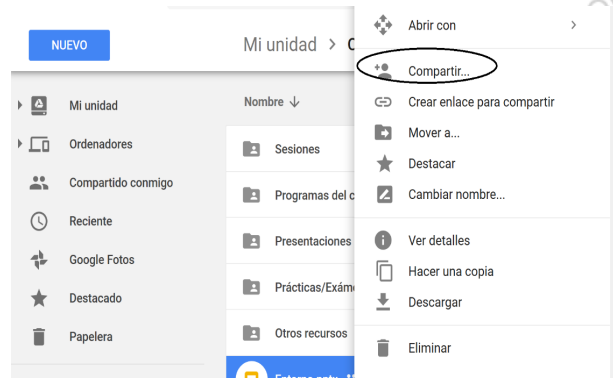 NUEVO
Mi unidad
Ordenadores
Compartido conmigo
Reciente
Google Fotos
Destacado
Papelera
Mi unidad >
Nombre ↓
Sesiones
Programas del
Presentaciones
Prácticas/
Otros recursos
Abrir con
Compartir...
Crear enlace para compartir
Mover a...
Destacar
Cambiar nombre...
Ver detalles
Hacer una copia
Descargar
Eliminar